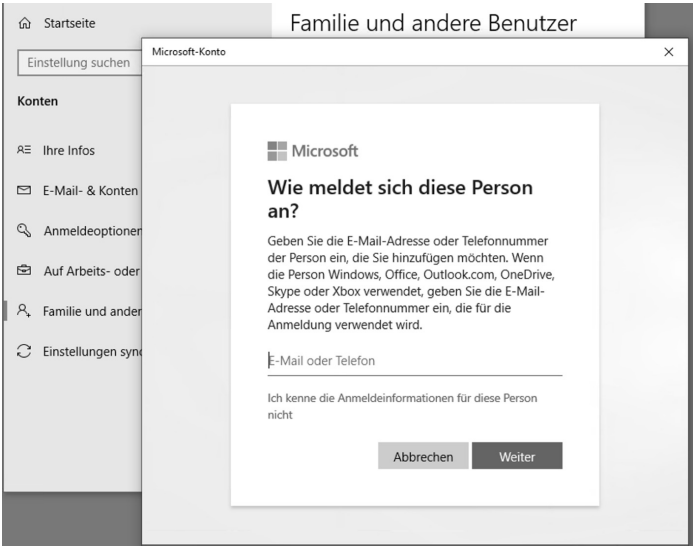 Startseite
Familie und andere Benutzer
Einstellung suchen
Microsoft-Konto
Konten
Ihre Infos
E-Mail- & Konten
Anmeldeoptionen
Auf Arbeits- oder
Familie und ander
Einstellungen sync
Microsoft
Wie meldet sich diese Person
an?
Geben Sie die E-Mail-Adresse oder Telefonnummer
der Person ein, die Sie hinzufügen möchten. Wenn
die Person Windows, Office, Outlook.com, OneDrive,
Skype oder Xbox verwendet, geben Sie die E-Mail-
Adresse oder Telefonnummer ein, die für die
Anmeldung verwendet wird.
E-Mail oder Telefon
Ich kenne die Anmeldeinformationen für diese Person
nicht
Abbrechen
Weiter